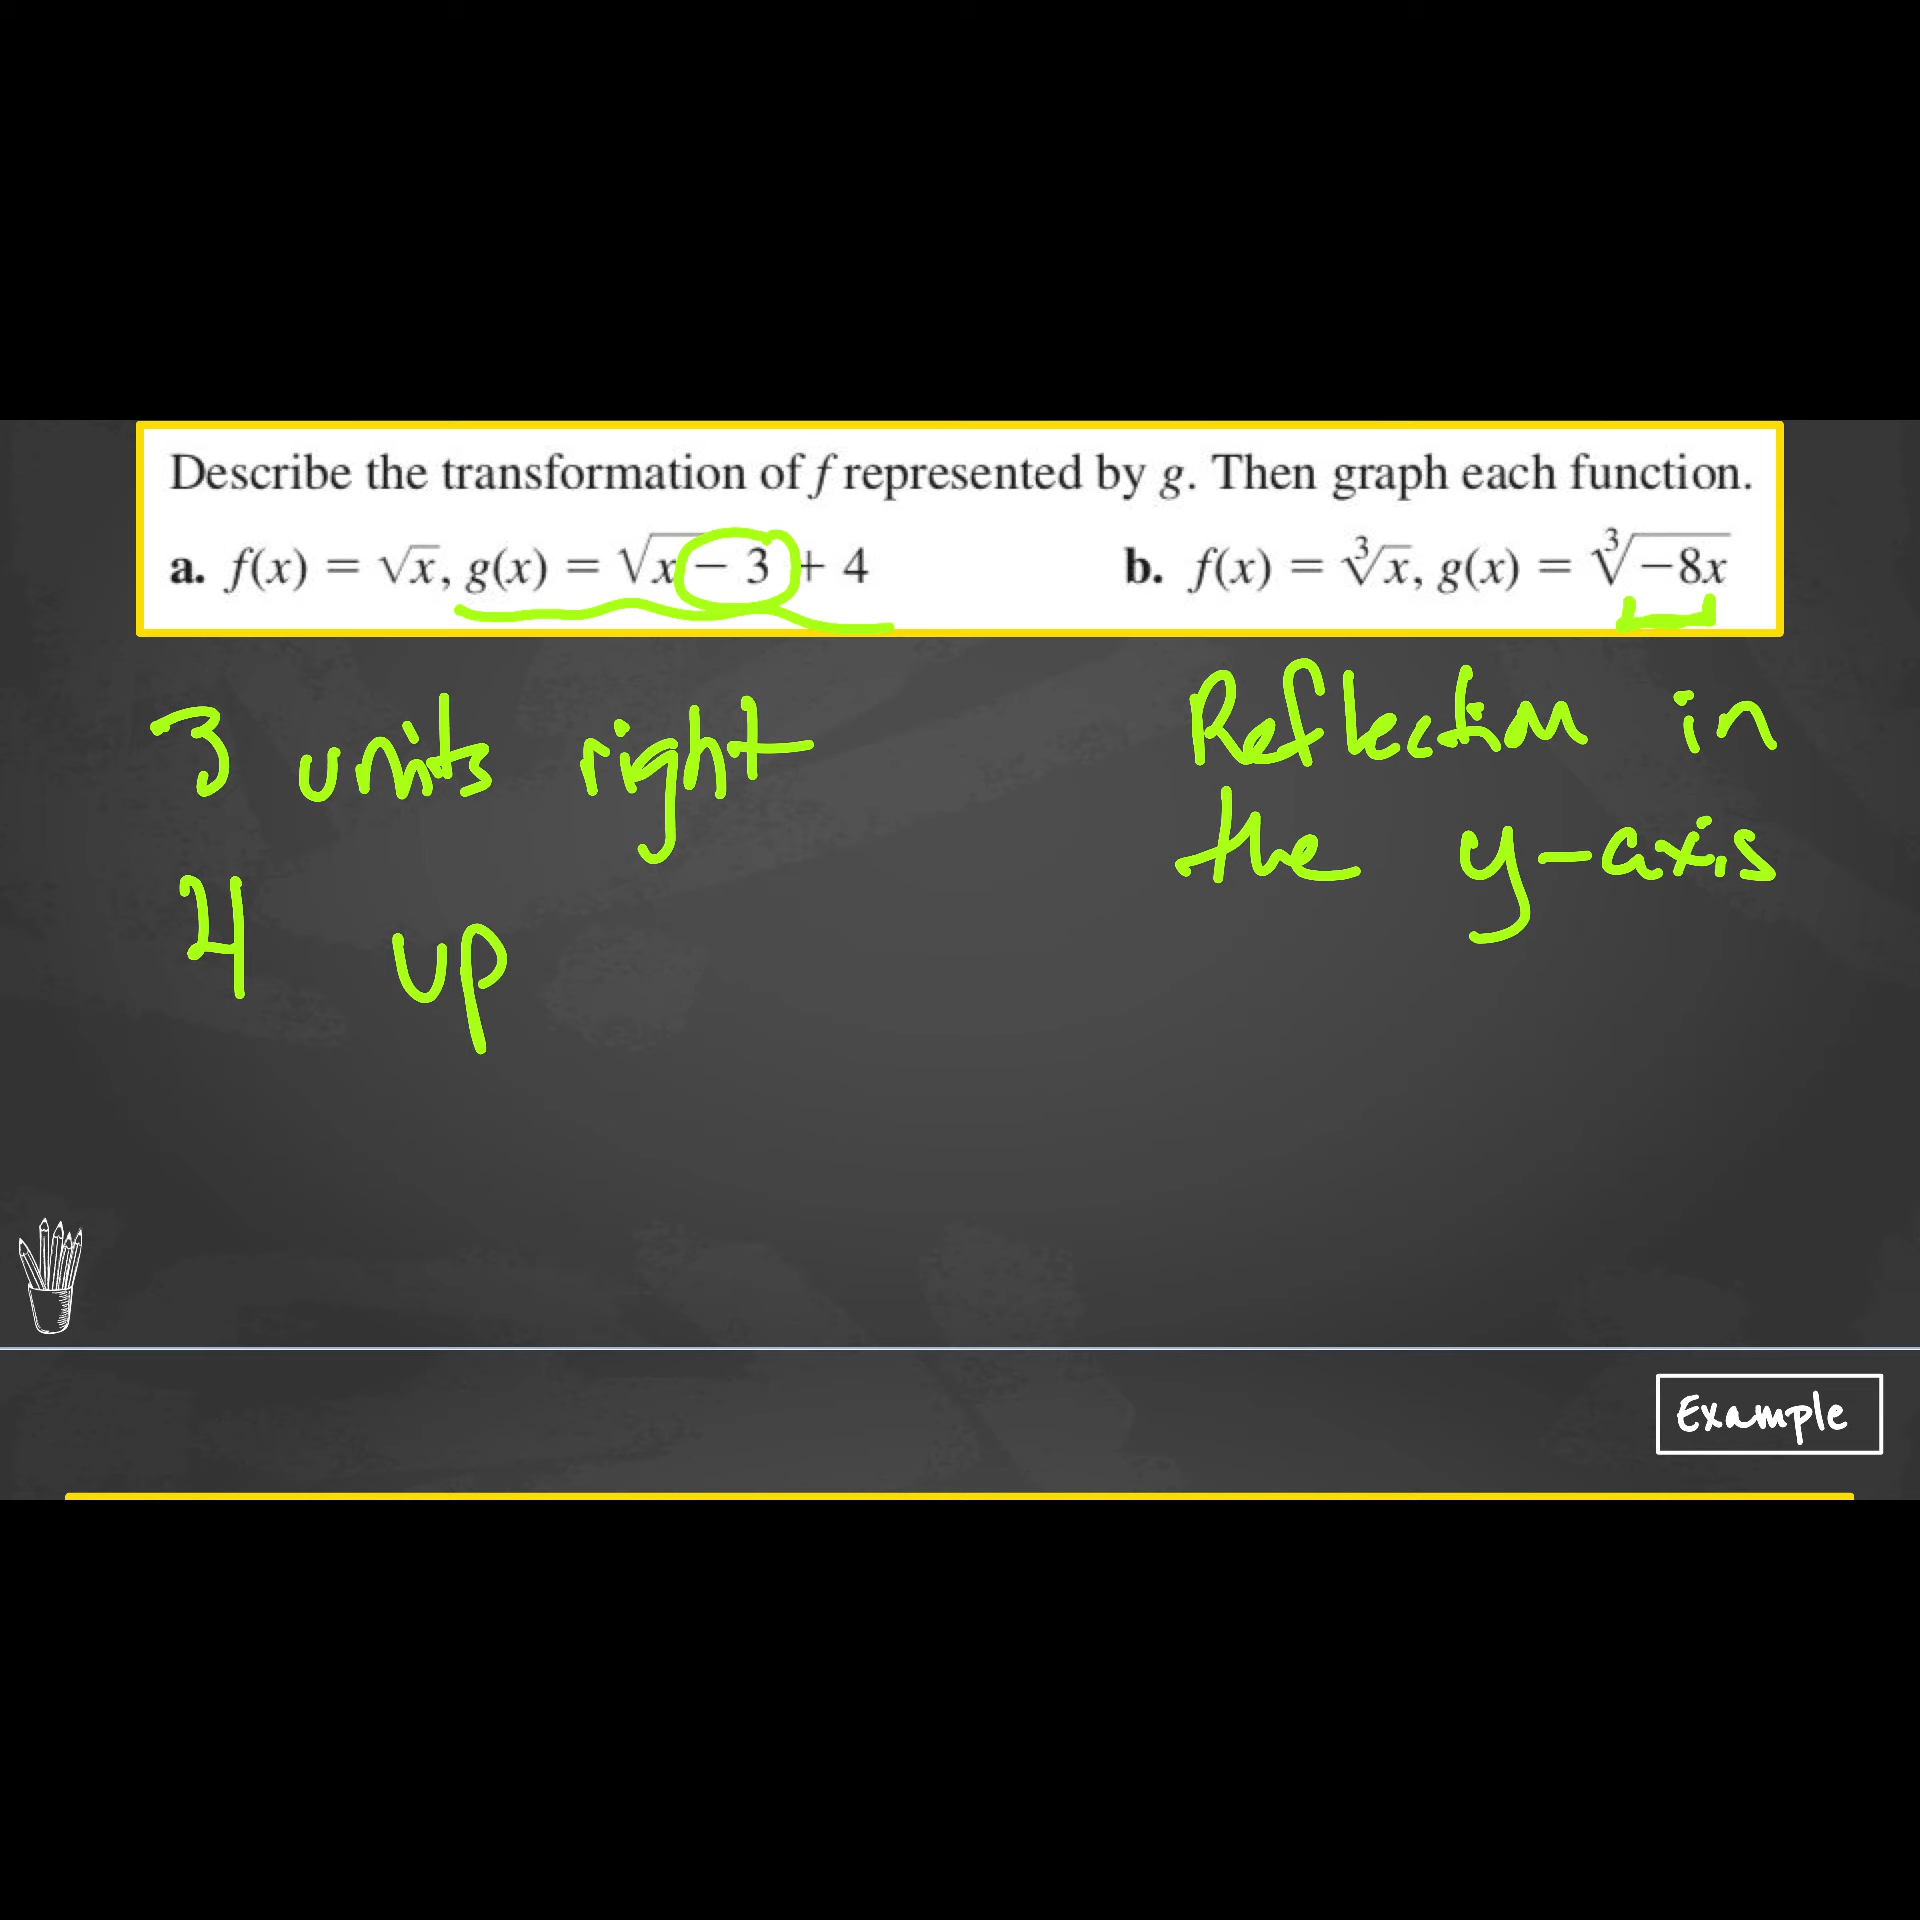 Describe the transformation of f represented by g. Then graph each function.
a. f(x) = √x, g(x) = √x − 3 + 4
b. f(x) = ∛x, g(x) = ∛−8x
3 units right
4 up
Reflection in
the y-axis
Example